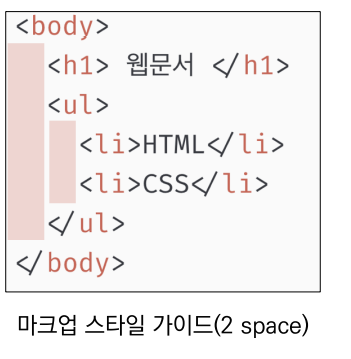 <body>
<h1> 웹문서 </h1>
<ul>
<li>HTML</li>
<li>CSS</li>
</ul>
</body>
마크업 스타일 가이드(2 space)